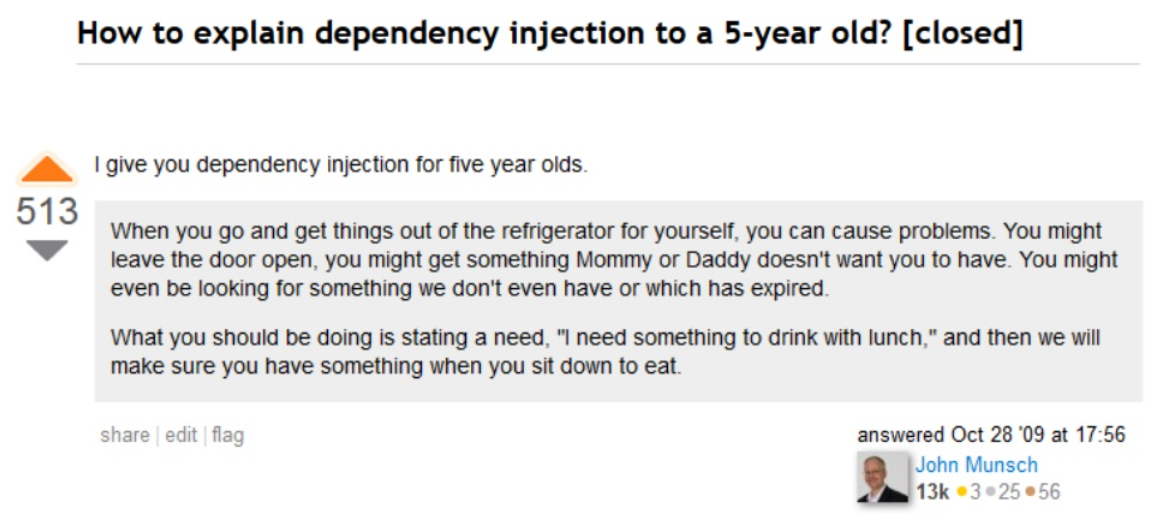 How to explain dependency injection to a 5-year old? [closed]
I give you dependency injection for five year olds.
513
When you go and get things out of the refrigerator for yourself, you can cause problems. You might
leave the door open, you might get something Mommy or Daddy doesn't want you to have. You might
even be looking for something we don't even have or which has expired.
What you should be doing is stating a need, "I need something to drink with lunch," and then we will
make sure you have something when you sit down to eat.
share | edit | flag
answered Oct 28 '09 at 17:56
John Munsch
13k ●3 ●25 ●56